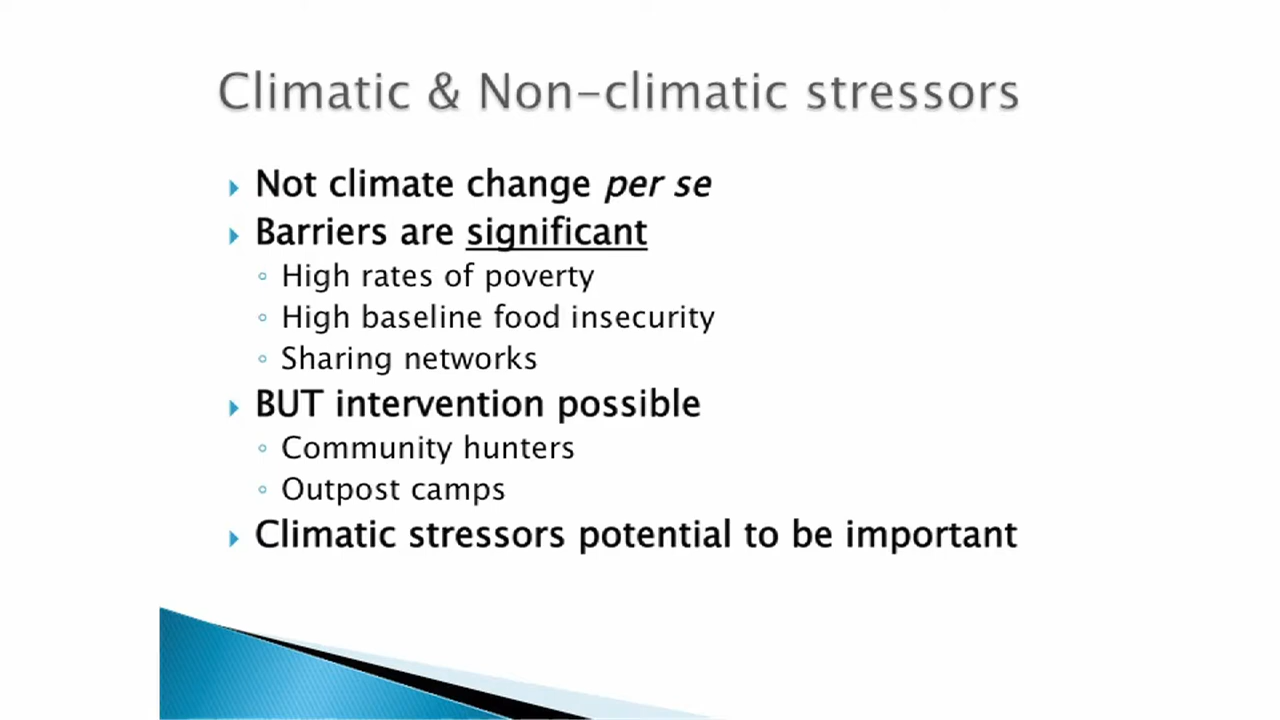 Climatic & Non-climatic stressors
Not climate change per se
Barriers are significant
High rates of poverty
High baseline food insecurity
Sharing networks
BUT intervention possible
Community hunters
Outpost camps
Climatic stressors potential to be important